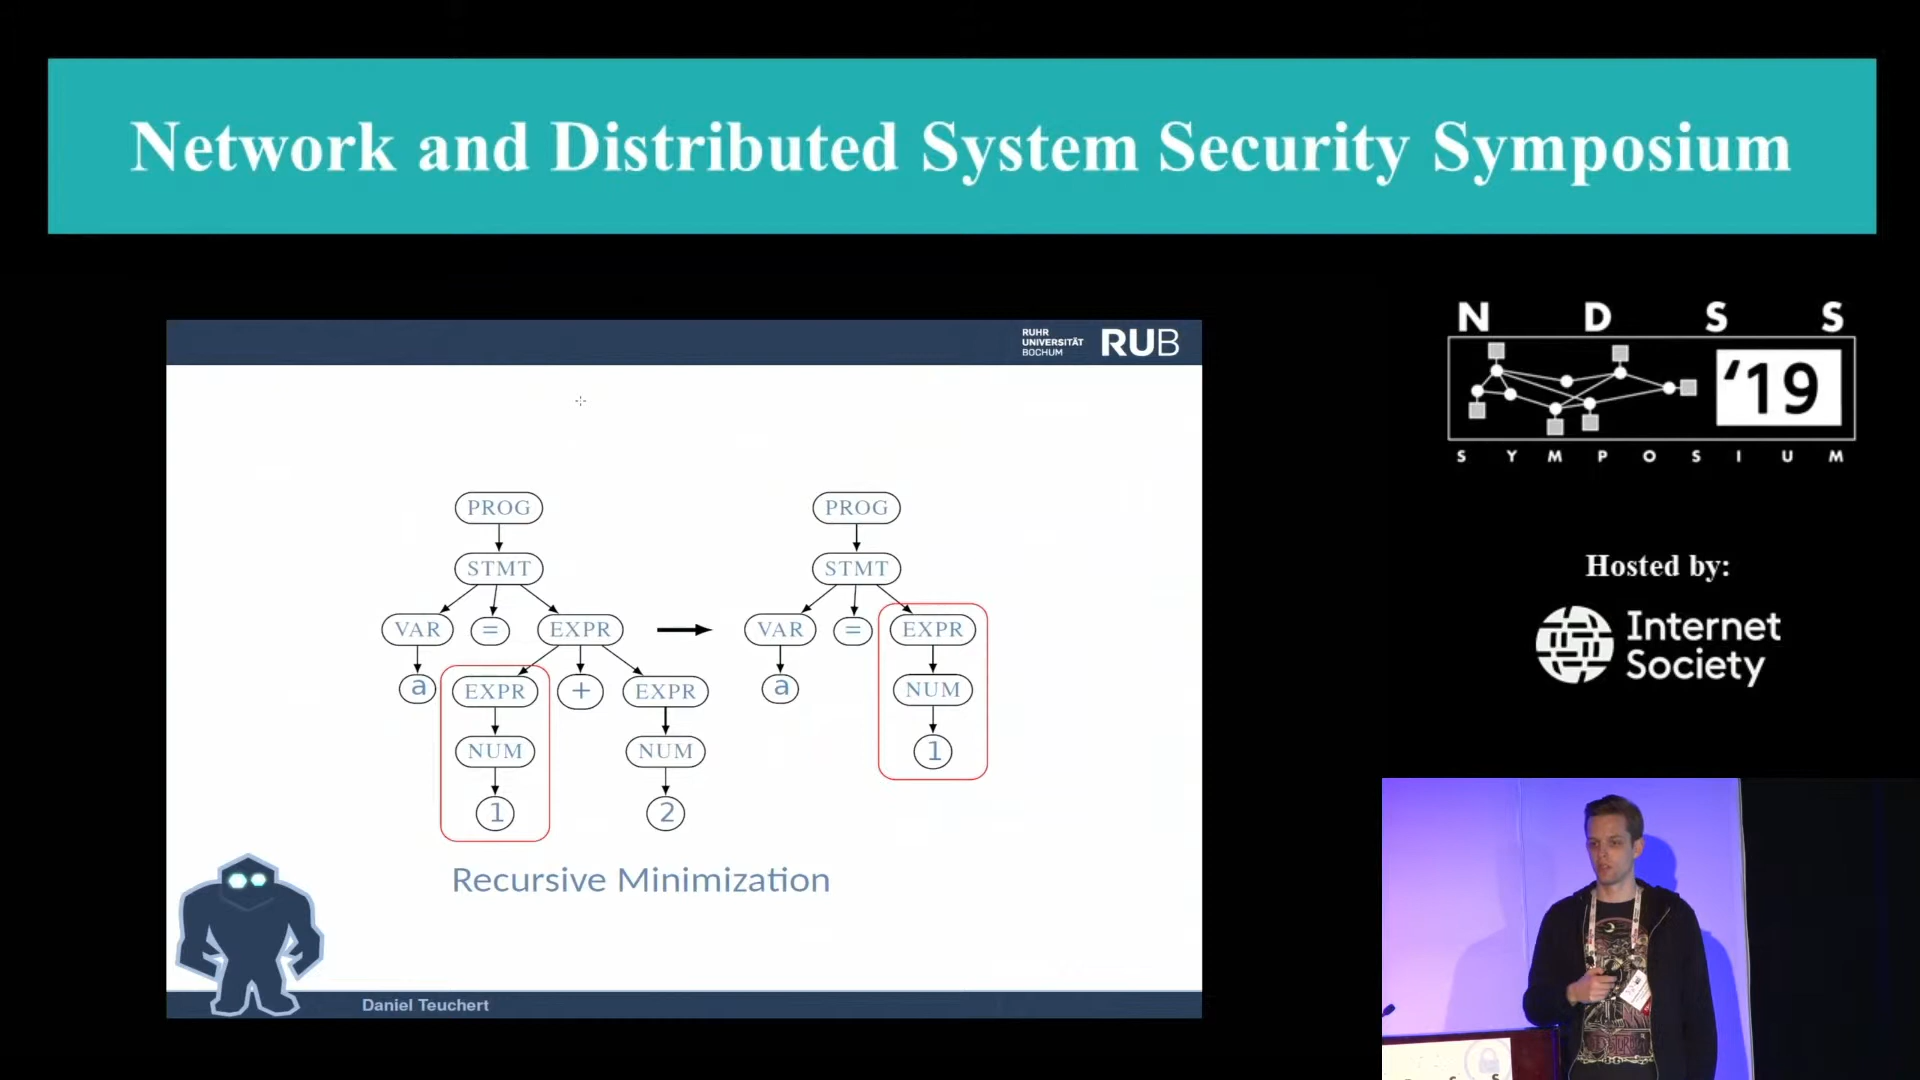 Network and Distributed System Security Symposium
N D S S
'19
S Y M P O S I U M
Hosted by:
Internet
Society
RUHR
UNIVERSITÄT
BOCHUM
RUB
PROG
STMT
VAR = EXPR
a EXPR + EXPR
NUM NUM
1 2
PROG
STMT
VAR = EXPR
a NUM
1
Recursive Minimization
Daniel Teuchert